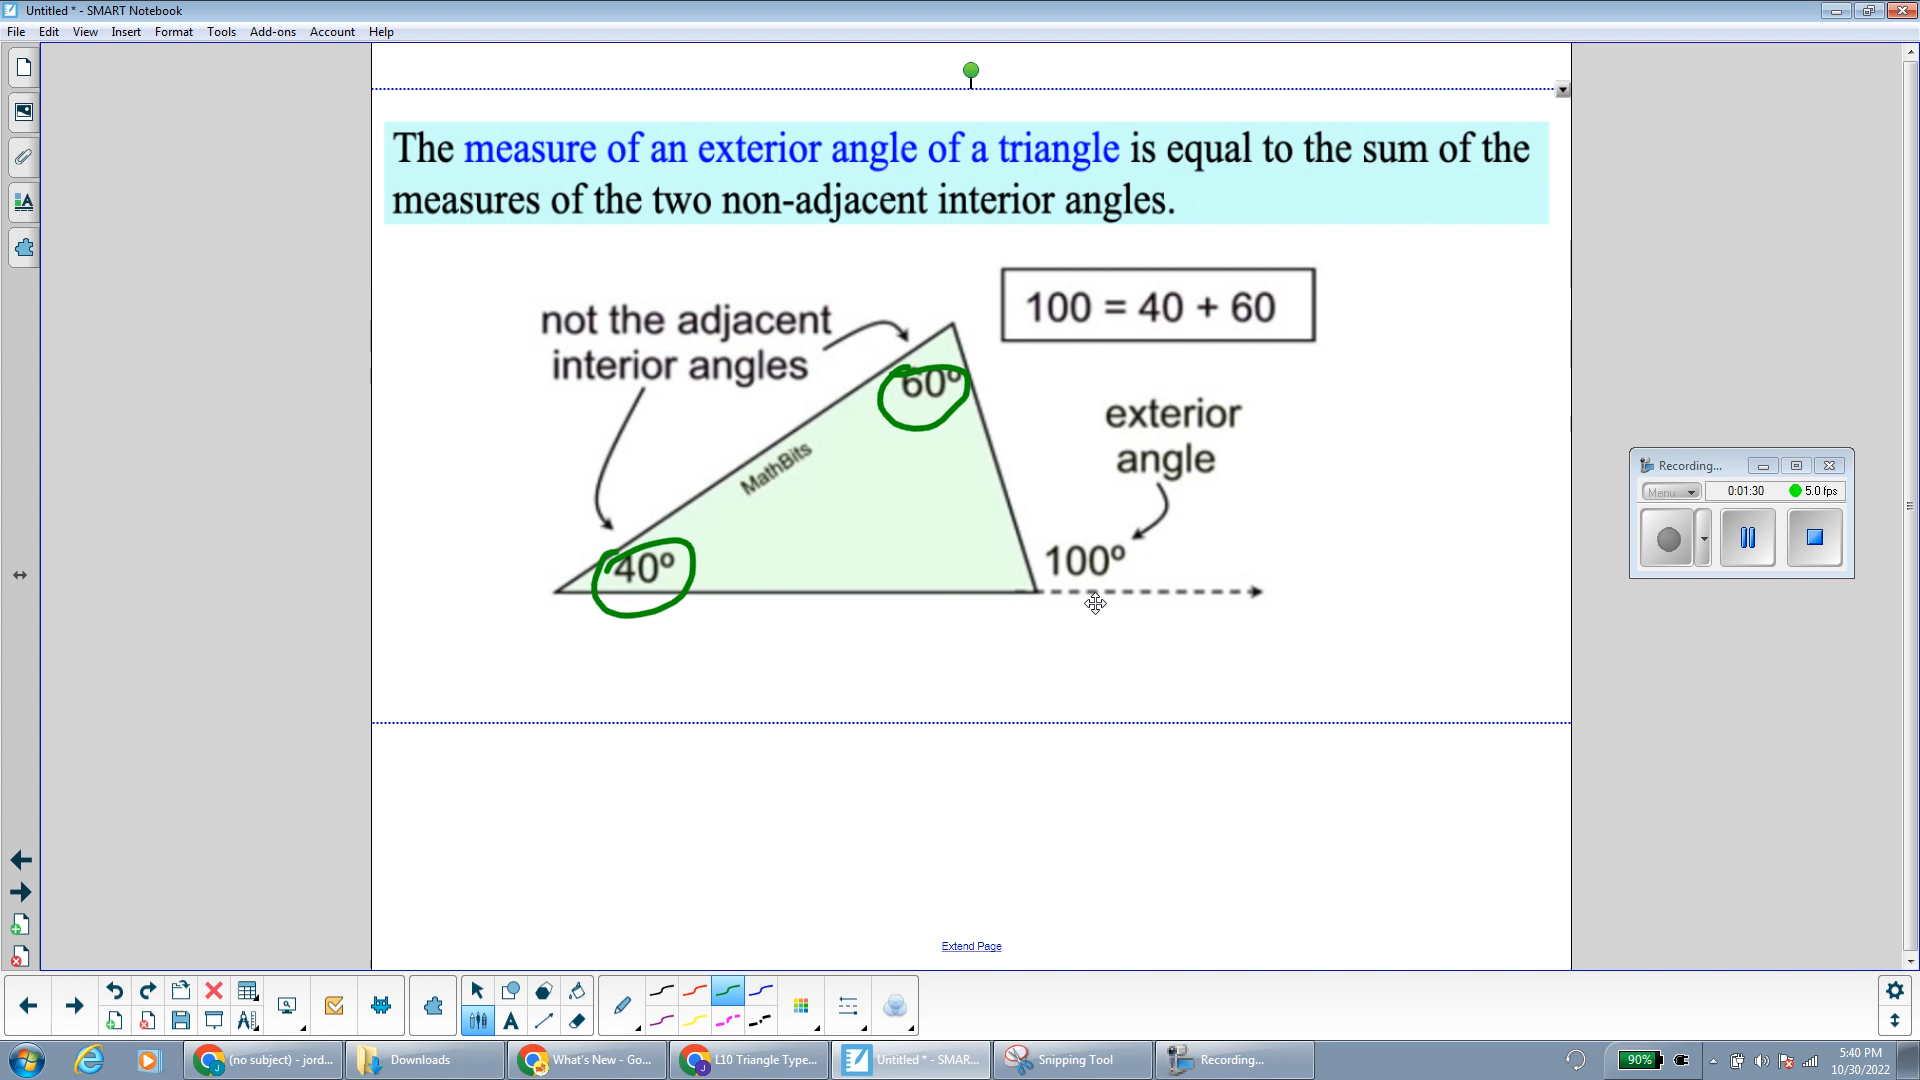 Untitled * - SMART Notebook
File Edit View Insert Format Tools Add-ons Account Help
The measure of an exterior angle of a triangle is equal to the sum of the
measures of the two non-adjacent interior angles.
100 = 40 + 60
not the adjacent
interior angles
60º
exterior
angle
MathBits
40º
100º
Recording...
Menu
0:01:30
5.0 fps
Extend Page
(no subject) - jord...
Downloads
What's New - Go...
L10 Triangle Type...
Untitled * - SMAR...
Snipping Tool
Recording...
90%
5:40 PM
10/30/2022